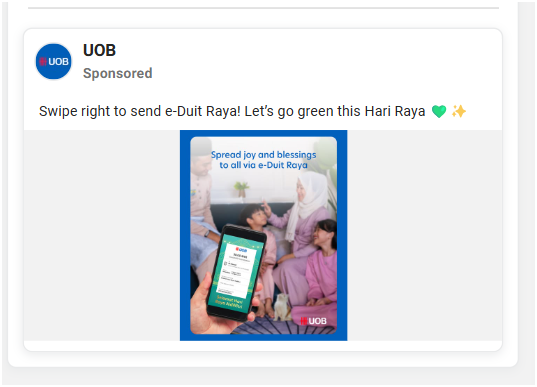 UOB
UOB
Sponsored
Swipe right to send e-Duit Raya! Let’s go green this Hari Raya 💚 ✨
Spread joy and blessings
to all via e-Duit Raya
UOB
UOB